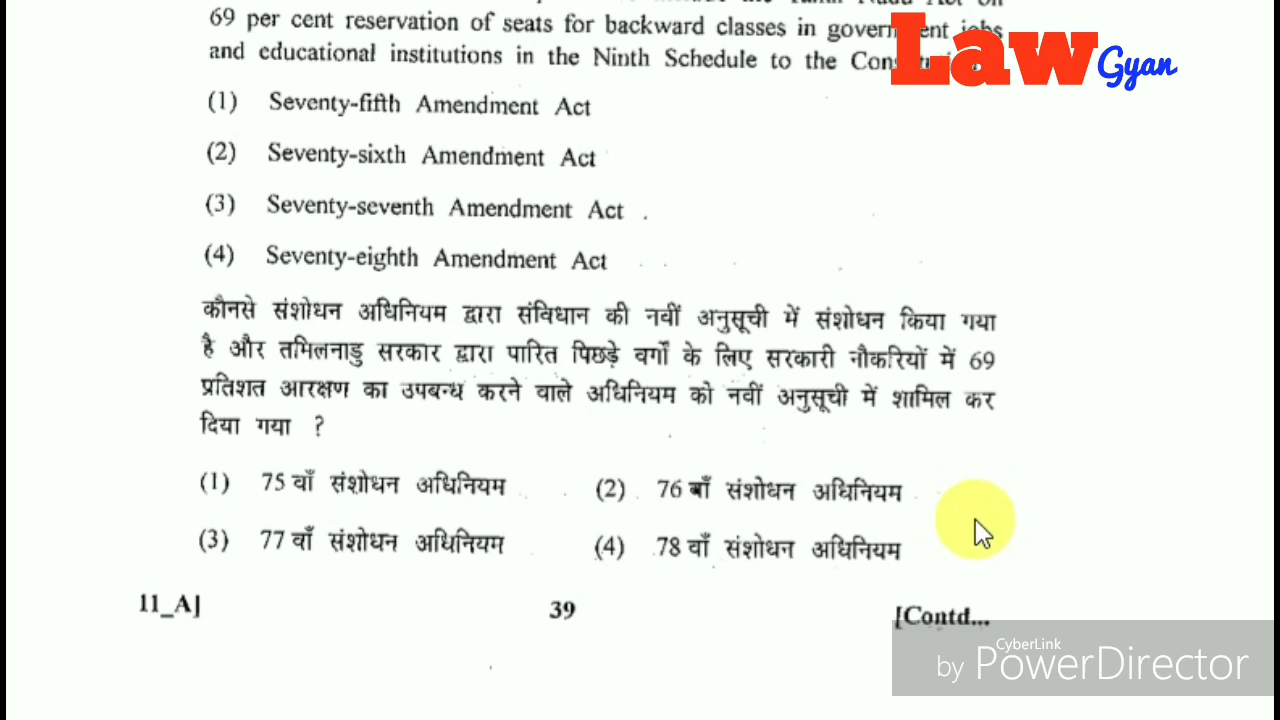 69 per cent reservation of seats for backward classes in government jobs
and educational institutions in the Ninth Schedule to the
Law Gyan
(1) Seventy-fifth Amendment Act
(2) Seventy-sixth Amendment Act
(3) Seventy-seventh Amendment Act .
(4) Seventy-eighth Amendment Act
कौनसे संशोधन अधिनियम द्वारा संविधान की नवीं अनुसूची में संशोधन किया गया
है और तमिलनाडु सरकार द्वारा पारित पिछड़े वर्गों के लिए सरकारी नौकरियों में 69
प्रतिशत आरक्षण का उपबन्ध करने वाले अधिनियम को नवीं अनुसूची में शामिल कर
दिया गया ?
(1) 75 वाँ संशोधन अधिनियम (2) 76 वाँ संशोधन अधिनियम
(3) 77 वाँ संशोधन अधिनियम (4) 78 वाँ संशोधन अधिनियम
11_A] 39 [Contd...
CyberLink
by PowerDirector